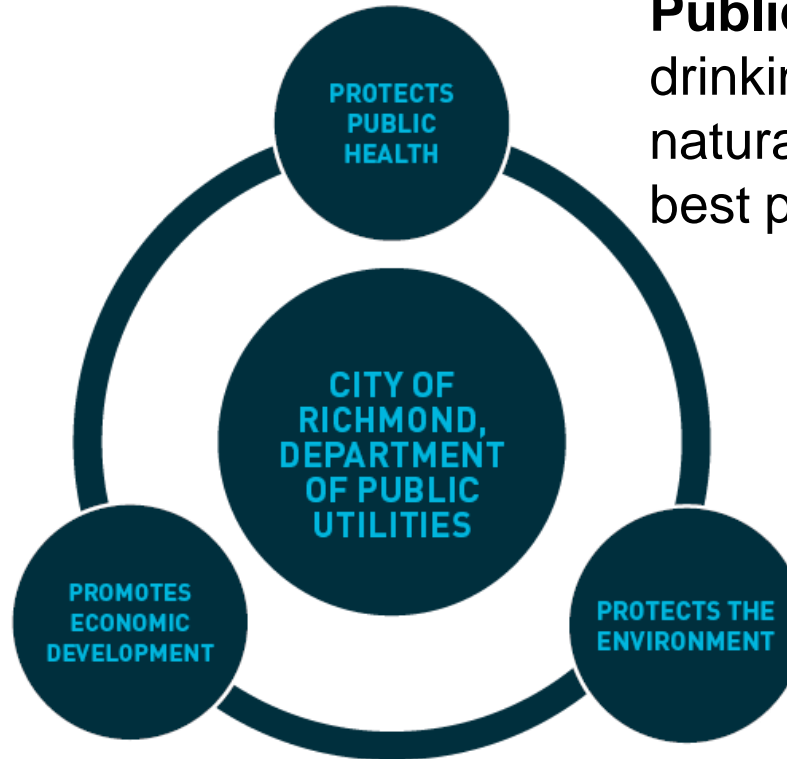 Public
drinkin
natura
best p
PROTECTS
PUBLIC
HEALTH
CITY OF
RICHMOND,
DEPARTMENT
OF PUBLIC
UTILITIES
PROMOTES
ECONOMIC
DEVELOPMENT
PROTECTS THE
ENVIRONMENT